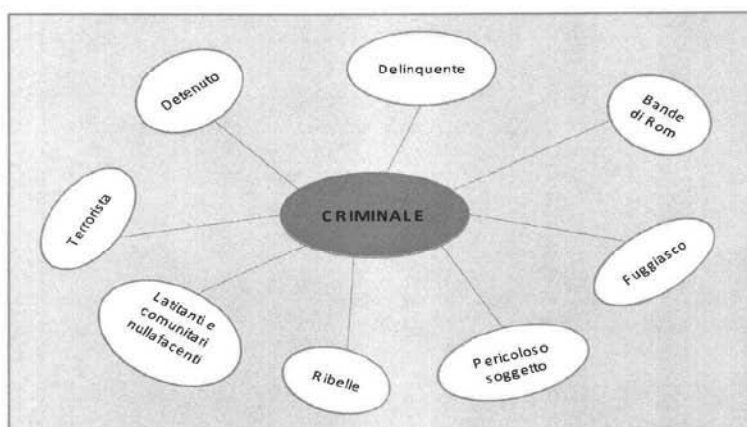 Delinquente
Detenuto
Bande
di Rom
CRIMINALE
Terrorista
Fuggiasco
Latitanti e
comunitari
nullafacenti
Ribelle
Pericoloso
soggetto